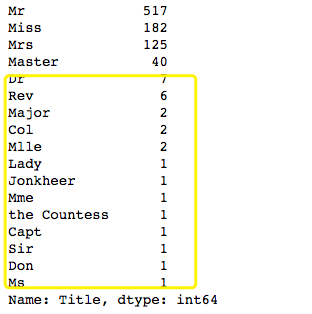 Mr 517
Miss 182
Mrs 125
Master 40
Dr 7
Rev 6
Major 2
Col 2
Mlle 2
Lady 1
Jonkheer 1
Mme 1
the Countess 1
Capt 1
Sir 1
Don 1
Ms 1
Name: Title, dtype: int64